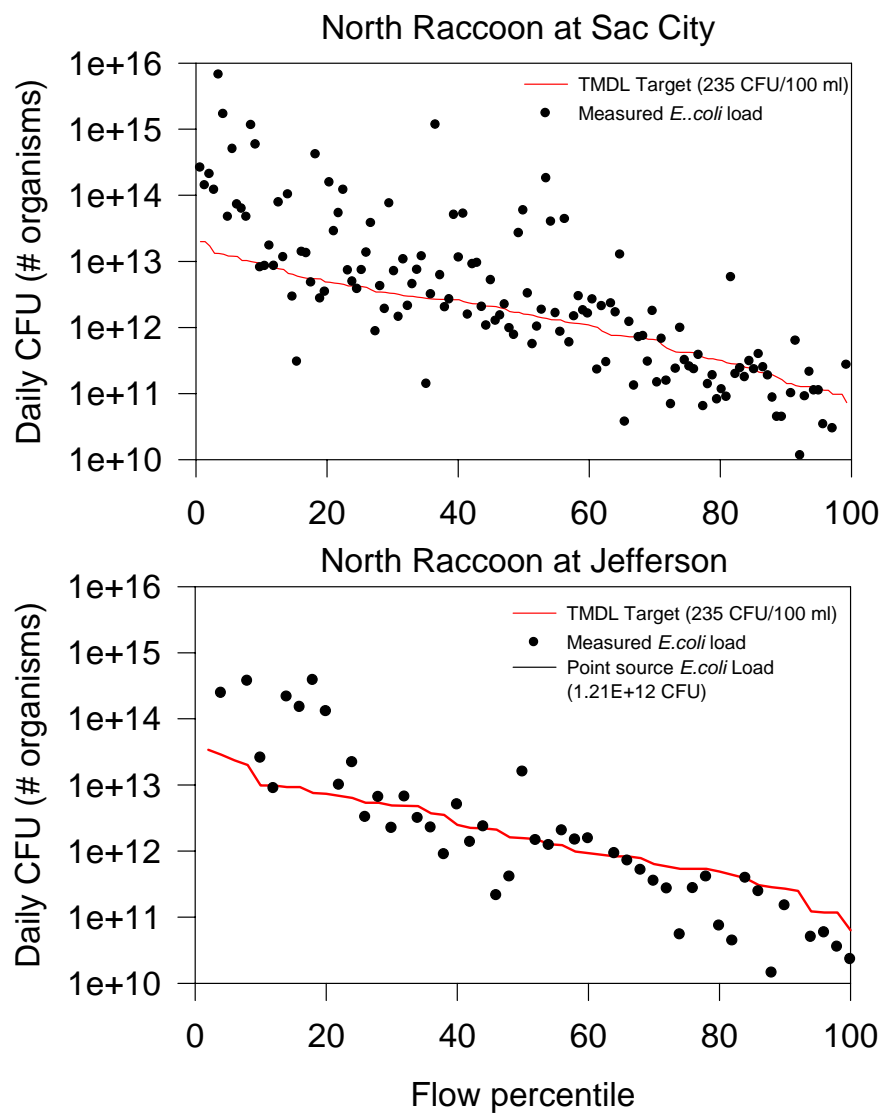 North Raccoon at Sac City
1e+16
1e+15
1e+14
1e+13
1e+12
1e+11
1e+10
Daily CFU (# organisms)
TMDL Target (235 CFU/100 ml)
Measured E..coli load
0 20 40 60 80 100
North Raccoon at Jefferson
1e+16
1e+15
1e+14
1e+13
1e+12
1e+11
1e+10
Daily CFU (# organisms)
TMDL Target (235 CFU/100 ml)
Measured E.coli load
Point source E.coli Load
(1.21E+12 CFU)
0 20 40 60 80 100
Flow percentile